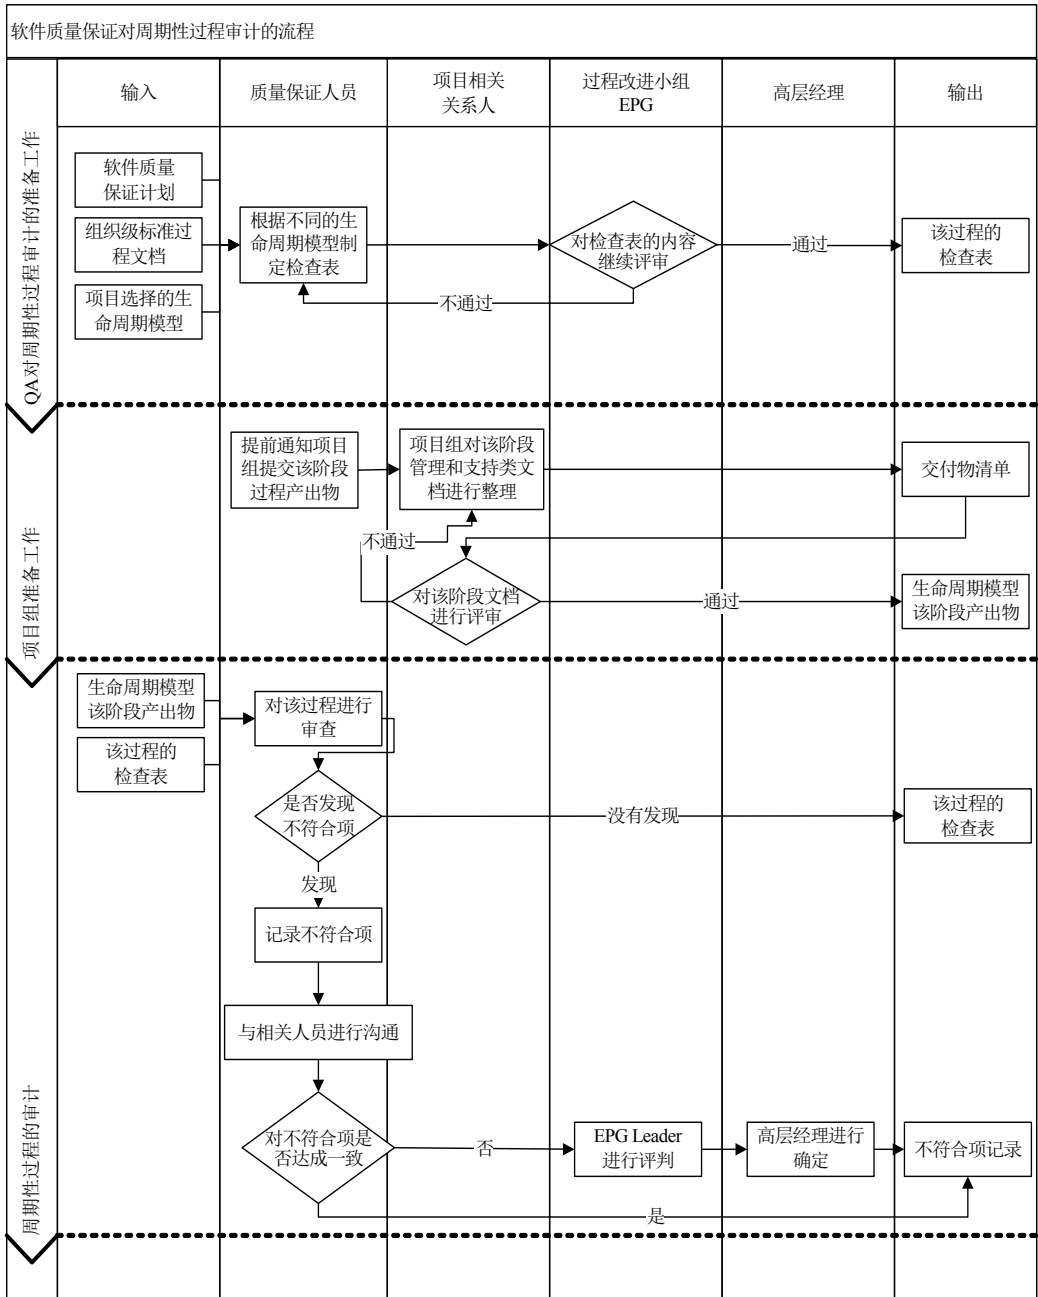 软件质量保证对周期性过程审计的流程
输入
质量保证人员
项目相关
关系人
过程改进小组
EPG
高层经理
输出
QA对周期性过程审计的准备工作
软件质量
保证计划
组织级标准过
程文档
项目选择的生
命周期模型
根据不同的生
命周期模型制
定检查表
对检查表的内容
继续评审
通过
不通过
该过程的
检查表
项目组准备工作
提前通知项目
组提交该阶段
过程产出物
项目组对该阶段
管理和支持类文
档进行整理
交付物清单
不通过
对该阶段文档
进行评审
通过
生命周期模型
该阶段产出物
周期性过程的审计
生命周期模型
该阶段产出物
该过程的
检查表
对该过程进行
审查
是否发现
不符合项
没有发现
该过程的
检查表
发现
记录不符合项
与相关人员进行沟通
对不符合项是
否达成一致
否
EPG Leader
进行评判
高层经理进行
确定
不符合项记录
是